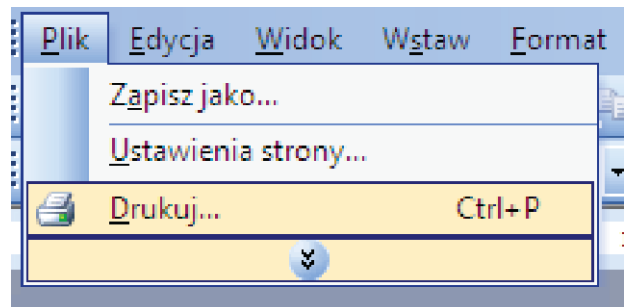 Plik Edycja Widok Wstaw Format
Zapisz jako...
Ustawienia strony...
Drukuj... Ctrl+P